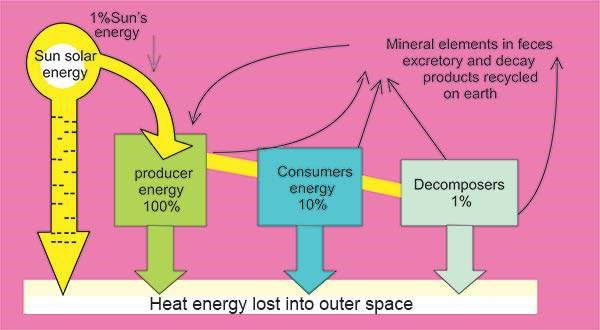 1%Sun's
energy
Sun solar
energy
Mineral elements in feces
excretory and decay
products recycled
on earth
producer
energy
100%
Consumers
energy
10%
Decomposers
1%
Heat energy lost into outer space